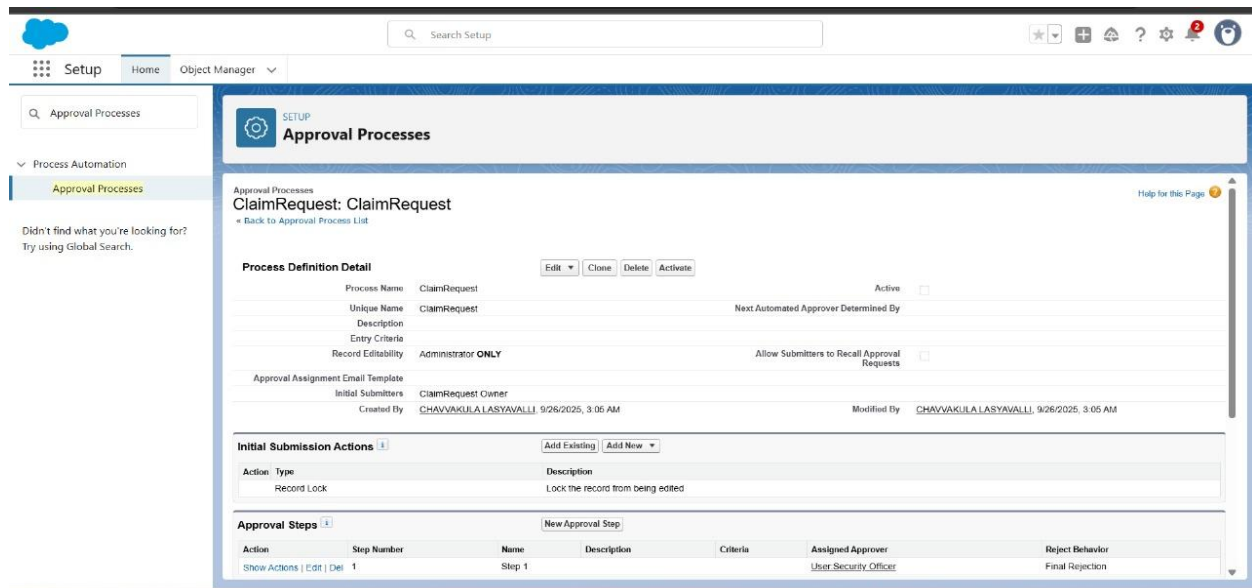 Search Setup
2
Setup
Home
Object Manager
Approval Processes
Process Automation
Approval Processes
Didn't find what you're looking for?
Try using Global Search.
SETUP
Approval Processes
Approval Processes
ClaimRequest: ClaimRequest
« Back to Approval Process List
Help for this Page
Process Definition Detail
Edit Clone Delete Activate
Process Name ClaimRequest Active
Unique Name ClaimRequest Next Automated Approver Determined By
Description
Entry Criteria
Record Editability Administrator ONLY Allow Submitters to Recall Approval
Requests
Approval Assignment Email Template
Initial Submitters ClaimRequest Owner
Created By CHAVVAKULA LASYAVALLI, 9/26/2025, 3:05 AM Modified By CHAVVAKULA LASYAVALLI, 9/26/2025, 3:05 AM
Initial Submission Actions i Add Existing Add New
Action Type Description
Record Lock Lock the record from being edited
Approval Steps i New Approval Step
Action Step Number Name Description Criteria Assigned Approver Reject Behavior
Show Actions | Edit | Del 1 Step 1 User:Security Officer Final Rejection